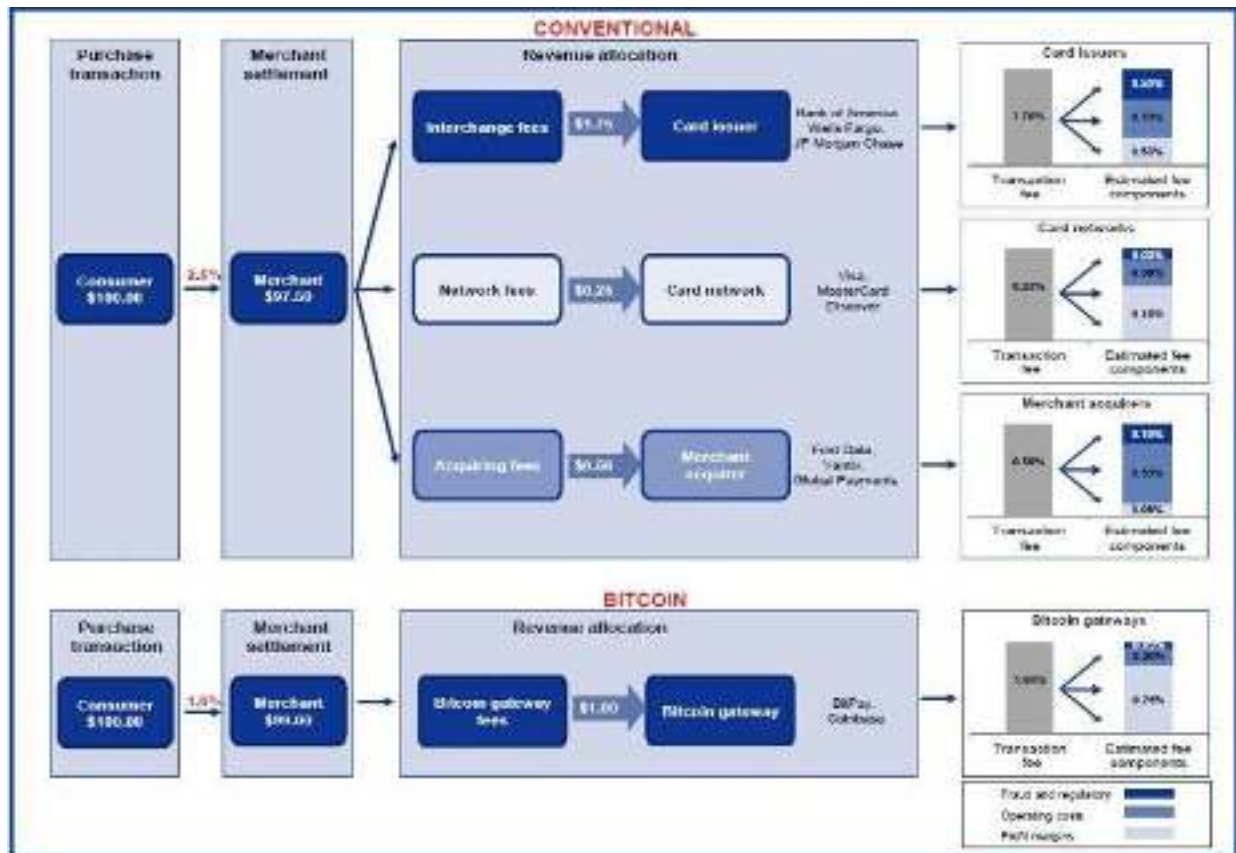 CONVENTIONAL
Purchase
transaction
Merchant
settlement
Revenue allocation
Consumer
$100.00
2.5%
Merchant
$97.50
Interchange fees
Card issuer
Bank of America
Wells Fargo,
JP Morgan Chase
Network fees
$0.25
Card network
Visa,
MasterCard
Discover
Acquiring fees
$0.50
Merchant
acquirer
First Data,
Vantiv,
Global Payments
Card Issuers
Transaction
fee
Estimated fee
components
Card networks
Transaction
fee
Estimated fee
components
Merchant acquirers
0.50%
Transaction
fee
Estimated fee
components
BITCOIN
Purchase
transaction
Merchant
settlement
Revenue allocation
Consumer
$100.00
1.0%
Merchant
$99.00
Bitcoin gateway
fees
$1.00
Bitcoin gateway
BitPay,
Coinbase
Bitcoin gateways
Transaction
fee
Estimated fee
components
Fraud and regulatory
Operating costs
Profit margins